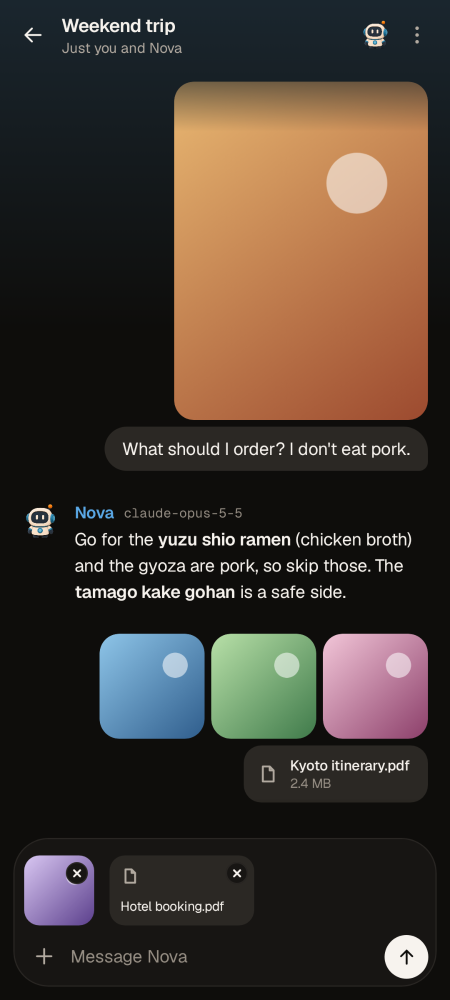 Weekend trip
Just you and Nova
What should I order? I don't eat pork.
Nova claude-opus-5-5
Go for the yuzu shio ramen (chicken broth)
and the gyoza are pork, so skip those. The
tamago kake gohan is a safe side.
Kyoto itinerary.pdf
2.4 MB
Hotel booking.pdf
Message Nova